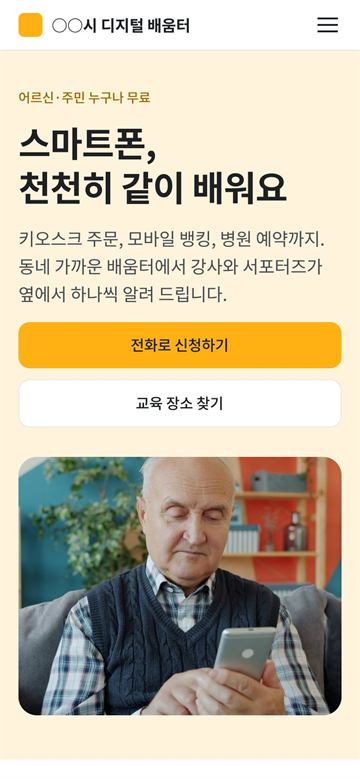 ○○시 디지털 배움터
어르신·주민 누구나 무료
스마트폰,
천천히 같이 배워요
키오스크 주문, 모바일 뱅킹, 병원 예약까지.
동네 가까운 배움터에서 강사와 서포터즈가
옆에서 하나씩 알려 드립니다.
전화로 신청하기
교육 장소 찾기